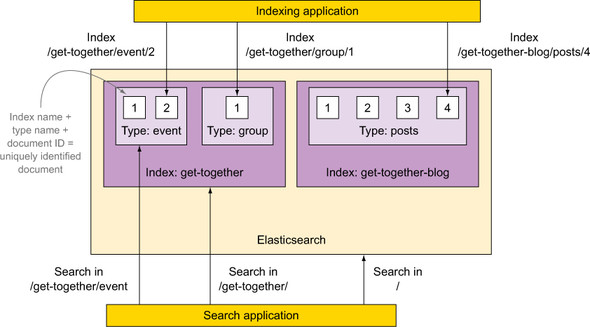 Indexing application
Index
/get-together/event/2
Index
/get-together/group/1
Index
/get-together-blog/posts/4
Index name +
type name +
document ID =
uniquely identified
document
1 2
Type: event
1
Type: group
1 2 3 4
Type: posts
Index: get-together
Index: get-together-blog
Elasticsearch
Search in
/get-together/event
Search in
/get-together/
Search in
/
Search application